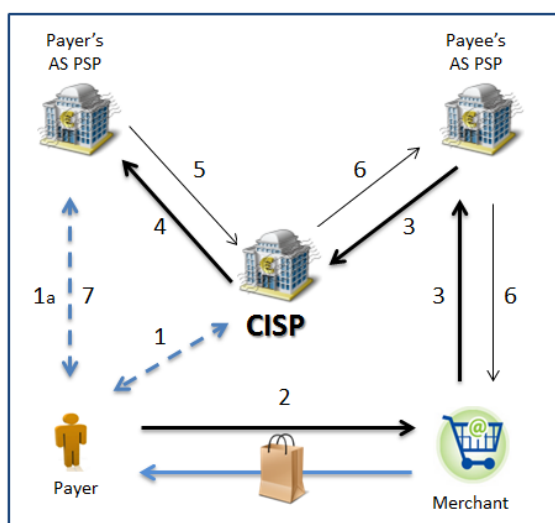 Payer's
AS PSP
Payee's
AS PSP
5
6
4
3
CISP
1a
7
1
3
6
2
@
Payer
Merchant